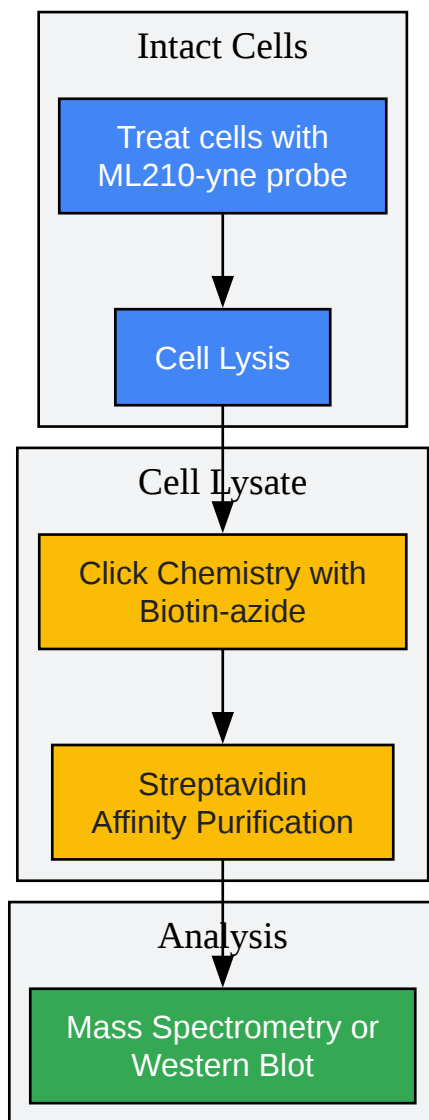 Intact Cells
Treat cells with
ML210-yne probe
Cell Lysis
Cell Lysate
Click Chemistry with
Biotin-azide
Streptavidin
Affinity Purification
Analysis
Mass Spectrometry or
Western Blot